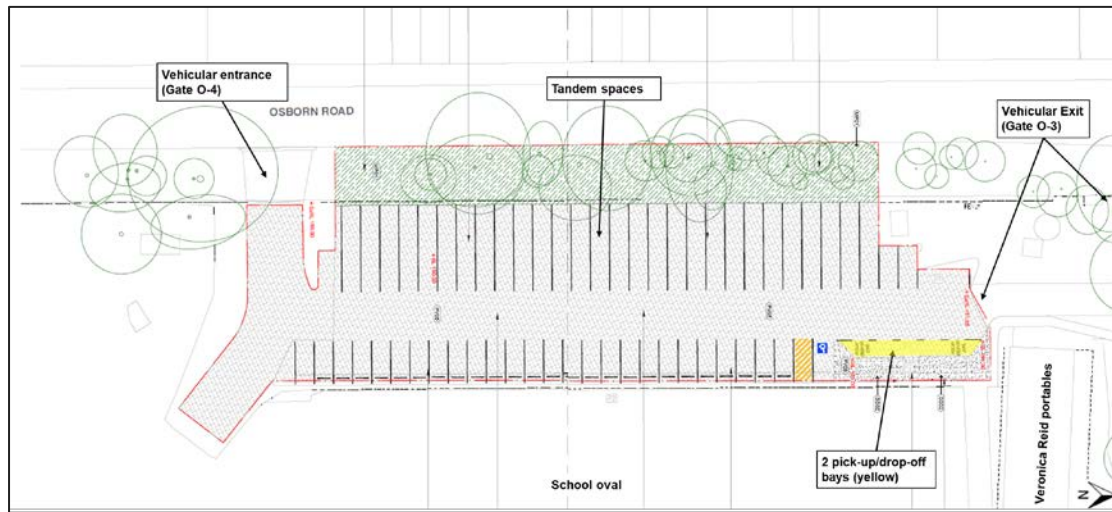 Vehicular entrance
(Gate O-4)
OSBORN ROAD
Tandem spaces
Vehicular Exit
(Gate O-3)
2 pick-up/drop-off
bays (yellow)
School oval
Veronica Reid portables
N